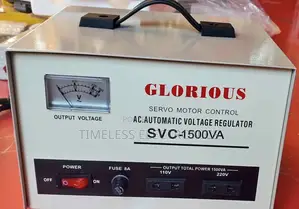 GLORIOUS
SERVO MOTOR CONTROL
AC AUTOMATIC VOLTAGE REGULATOR
SVC-1500VA
V
OUTPUT VOLTAGE
TIMELESS
POWER
FUSE 8A
OUTPUT TOTAL POWER 1500VA
110V
220V
OFF
ON